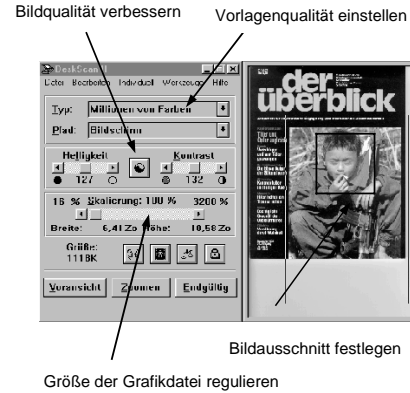 Bildqualität verbessern
Vorlagenqualität einstellen
DeskScan II
Datei Bearbeiten Individuell Werkzeuge Hilfe
Typ: Millionen von Farben
Pfad: Bildschirm
Helligkeit Kontrast
127 132
16 % Skalierung: 100 % 3200 %
Breite: 6,41 Zo Höhe: 10,58 Zo
Größe:
111BK
Voransicht Zoomen Endgültig
der
überblick
Bildausschnitt festlegen
Größe der Grafikdatei regulieren